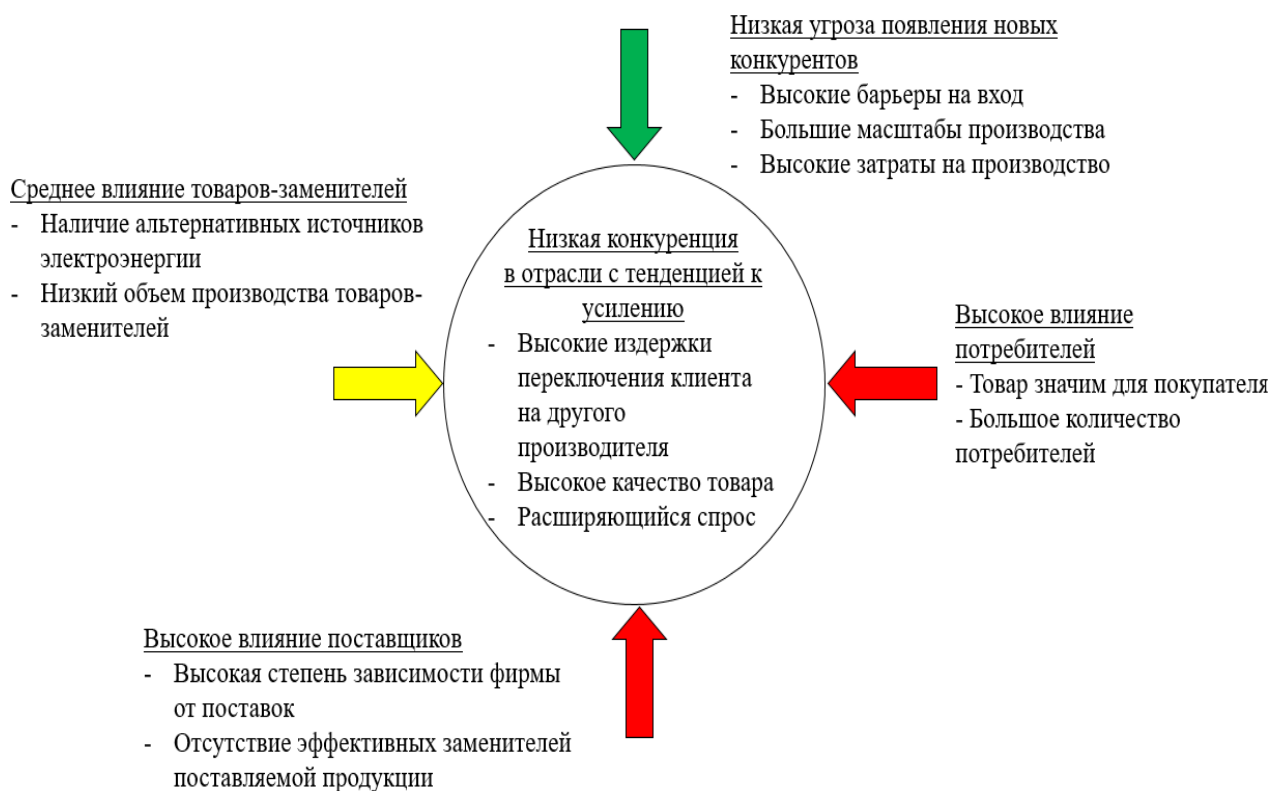 Низкая угроза появления новых
конкурентов
- Высокие барьеры на вход
- Большие масштабы производства
- Высокие затраты на производство
Среднее влияние товаров-заменителей
- Наличие альтернативных источников
электроэнергии
- Низкий объем производства товаров-
заменителей
Низкая конкуренция
в отрасли с тенденцией к
усилению
- Высокие издержки
переключения клиента
на другого
производителя
- Высокое качество товара
- Расширяющийся спрос
Высокое влияние
потребителей
- Товар значим для покупателя
- Большое количество
потребителей
Высокое влияние поставщиков
- Высокая степень зависимости фирмы
от поставок
- Отсутствие эффективных заменителей
поставляемой продукции